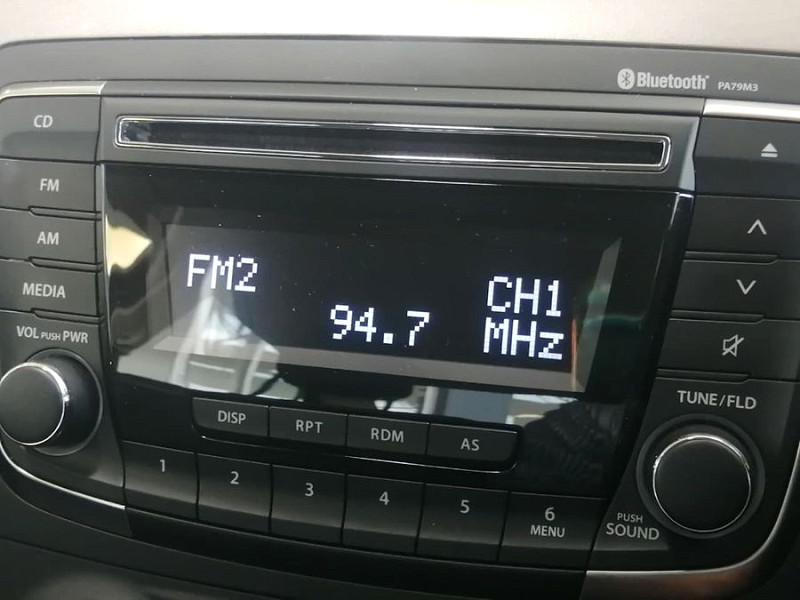 Bluetooth® PA79M3
CD
FM
AM
MEDIA
VOL PUSH PWR
FM2
CH1
94.7 MHz
TUNE/FLD
DISP
RPT
RDM
AS
1
2
3
4
5
6
MENU
PUSH
SOUND